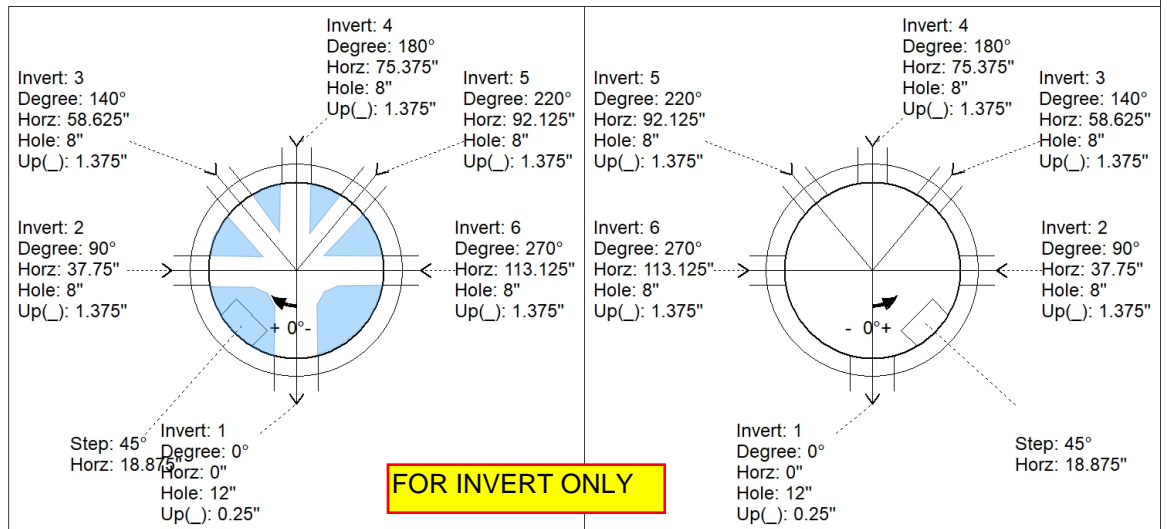 Invert: 4
Degree: 180°
Horz: 75.375"
Hole: 8"
Up(_): 1.375"
Invert: 3
Degree: 140°
Horz: 58.625"
Hole: 8"
Up(_): 1.375"
Invert: 5
Degree: 220°
Horz: 92.125"
Hole: 8"
Up(_): 1.375"
Invert: 2
Degree: 90°
Horz: 37.75"
Hole: 8"
Up(_): 1.375"
Invert: 6
Degree: 270°
Horz: 113.125"
Hole: 8"
Up(_): 1.375"
+ 0°-
Step: 45°
Horz: 18.875"
Invert: 1
Degree: 0°
Horz: 0"
Hole: 12"
Up(_): 0.25"
FOR INVERT ONLY
Invert: 4
Degree: 180°
Horz: 75.375"
Hole: 8"
Up(_): 1.375"
Invert: 5
Degree: 220°
Horz: 92.125"
Hole: 8"
Up(_): 1.375"
Invert: 3
Degree: 140°
Horz: 58.625"
Hole: 8"
Up(_): 1.375"
Invert: 6
Degree: 270°
Horz: 113.125"
Hole: 8"
Up(_): 1.375"
Invert: 2
Degree: 90°
Horz: 37.75"
Hole: 8"
Up(_): 1.375"
- 0°+
Invert: 1
Degree: 0°
Horz: 0"
Hole: 12"
Up(_): 0.25"
Step: 45°
Horz: 18.875"